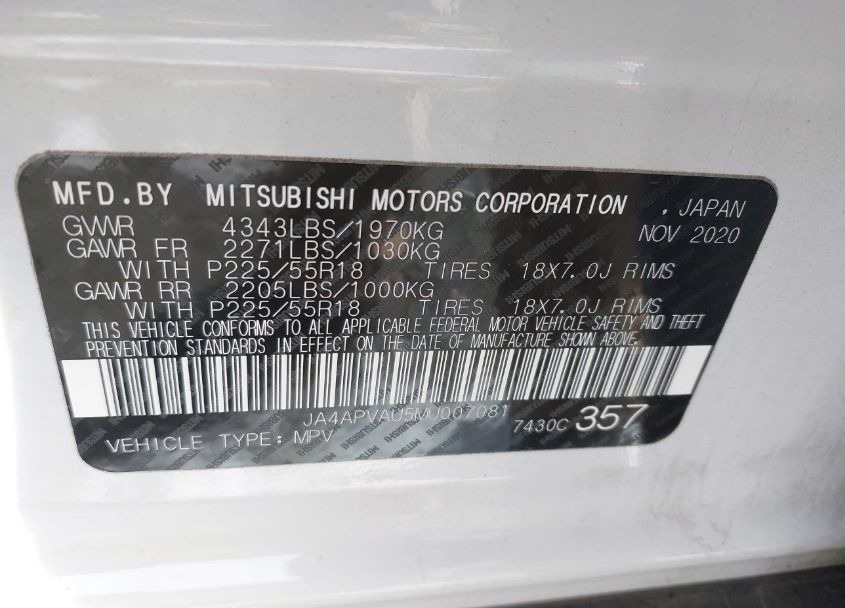 MFD.BY MITSUBISHI MOTORS CORPORATION , JAPAN
GVWR 4343LBS/1970KG NOV 2020
GAWR FR 2271LBS/1030KG
WITH P225/55R18 TIRES 18X7.0J RIMS
GAWR RR 2205LBS/1000KG
WITH P225/55R18 TIRES 18X7.0J RIMS
THIS VEHICLE CONFORMS TO ALL APPLICABLE FEDERAL MOTOR VEHICLE SAFETY AND THEFT
PREVENTION STANDARDS IN EFFECT ON THE DATE OF MANUFACTURE SHOWN ABOVE.
JA4APVAU5MU007081
VEHICLE TYPE: MPV 7430C 357